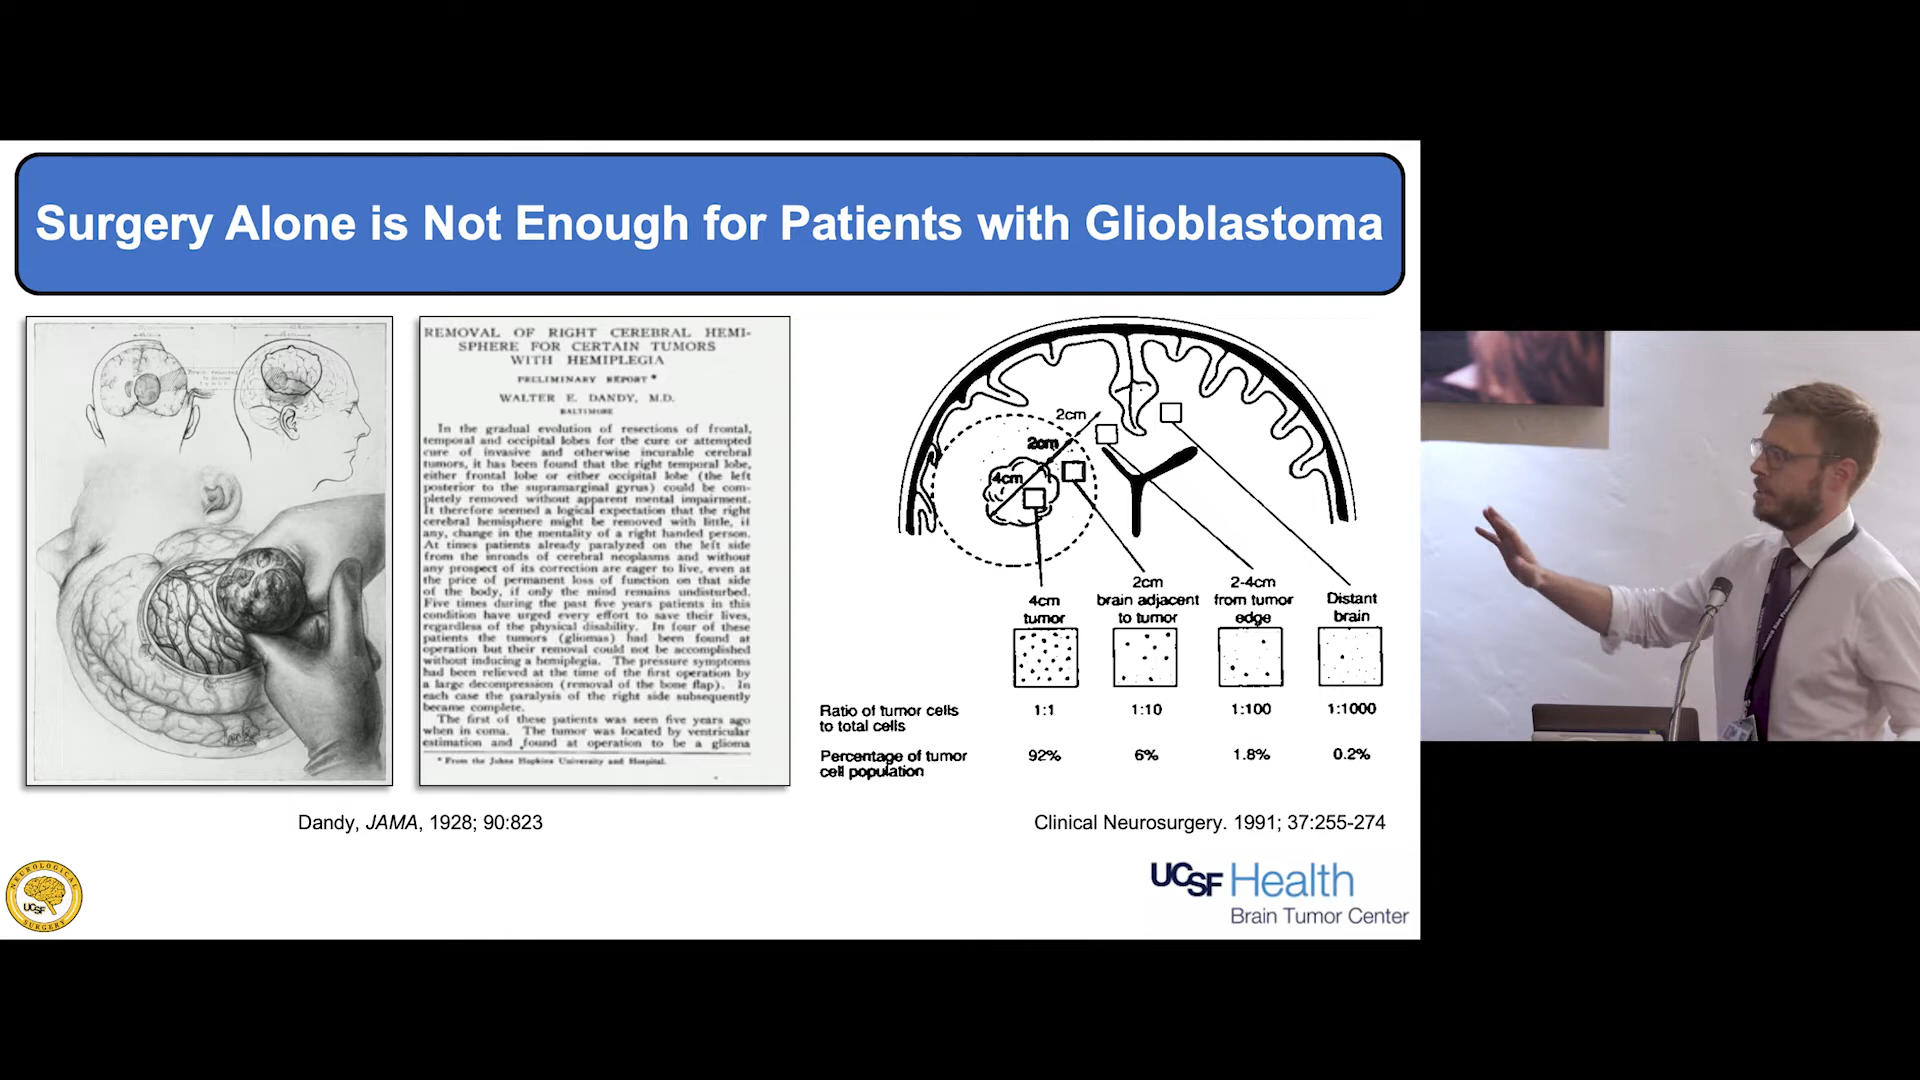 Surgery Alone is Not Enough for Patients with Glioblastoma
REMOVAL OF RIGHT CEREBRAL HEMI-
SPHERE FOR CERTAIN TUMORS
WITH HEMIPLEGIA
PRELIMINARY REPORT *
WALTER E. DANDY, M.D.
BALTIMORE
In the gradual evolution of resections of frontal,
temporal and occipital lobes for the cure or attempted
cure of invasive and otherwise incurable cerebral
tumors, it has been found that the right temporal lobe,
either frontal lobe or either occipital lobe (the left
posterior to the supramarginal gyrus) could be com-
pletely removed without apparent mental impairment.
It therefore seemed a logical expectation that the right
cerebral hemisphere might be removed with little, if
any, change in the mentality of a right handed person.
At times patients already paralyzed on the left side
from the inroads of cerebral neoplasms and without
any prospect of its correction are eager to live, even at
the price of permanent loss of function on that side
of the body, if only the mind remains undisturbed.
Five times during the past five years patients in this
condition have urged every effort to save their lives,
regardless of the physical disability. In four of these
patients the tumors (gliomas) had been found at
operation but their removal could not be accomplished
without inducing a hemiplegia. The pressure symptoms
had been relieved at the time of the first operation by
a large decompression (removal of the bone flap). In
each case the paralysis of the right side subsequently
became complete.
The first of these patients was seen five years ago
when in coma. The tumor was located by ventricular
estimation and found at operation to be a glioma
* From the Johns Hopkins University and Hospital.
Dandy, JAMA, 1928; 90:823
2cm
2cm
4cm
4cm tumor
2cm brain adjacent to tumor
2-4cm from tumor edge
Distant brain
Ratio of tumor cells to total cells
1:1 1:10 1:100 1:1000
Percentage of tumor cell population
92% 6% 1.8% 0.2%
Clinical Neurosurgery. 1991; 37:255-274
NEUROLOGICAL
UCSF
SURGERY
UCSF Health
Brain Tumor Center